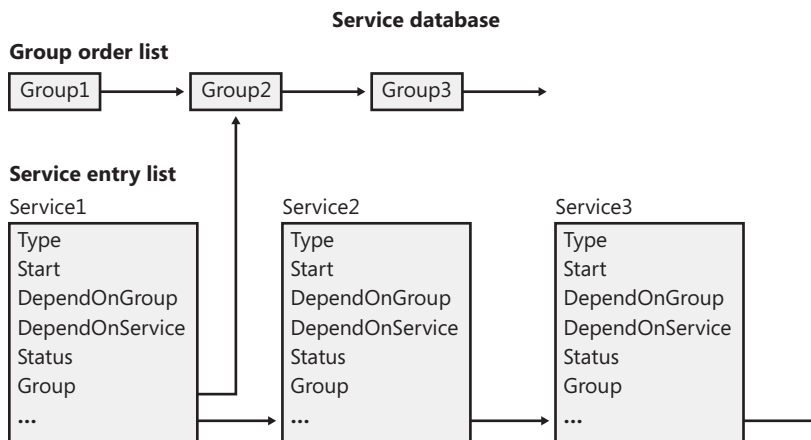 Service database
Group order list
Group1 Group2 Group3
Service entry list
Service1 Service2 Service3
Type Type Type
Start Start Start
DependOnGroup DependOnGroup DependOnGroup
DependOnService DependOnService DependOnService
Status Status Status
Group Group Group
... ... ...